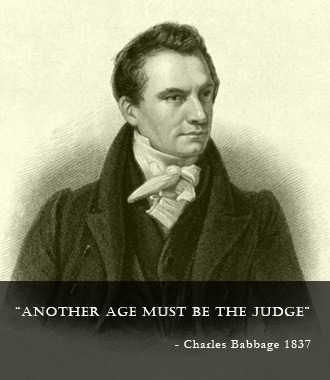 “ANOTHER AGE MUST BE THE JUDGE”
- Charles Babbage 1837